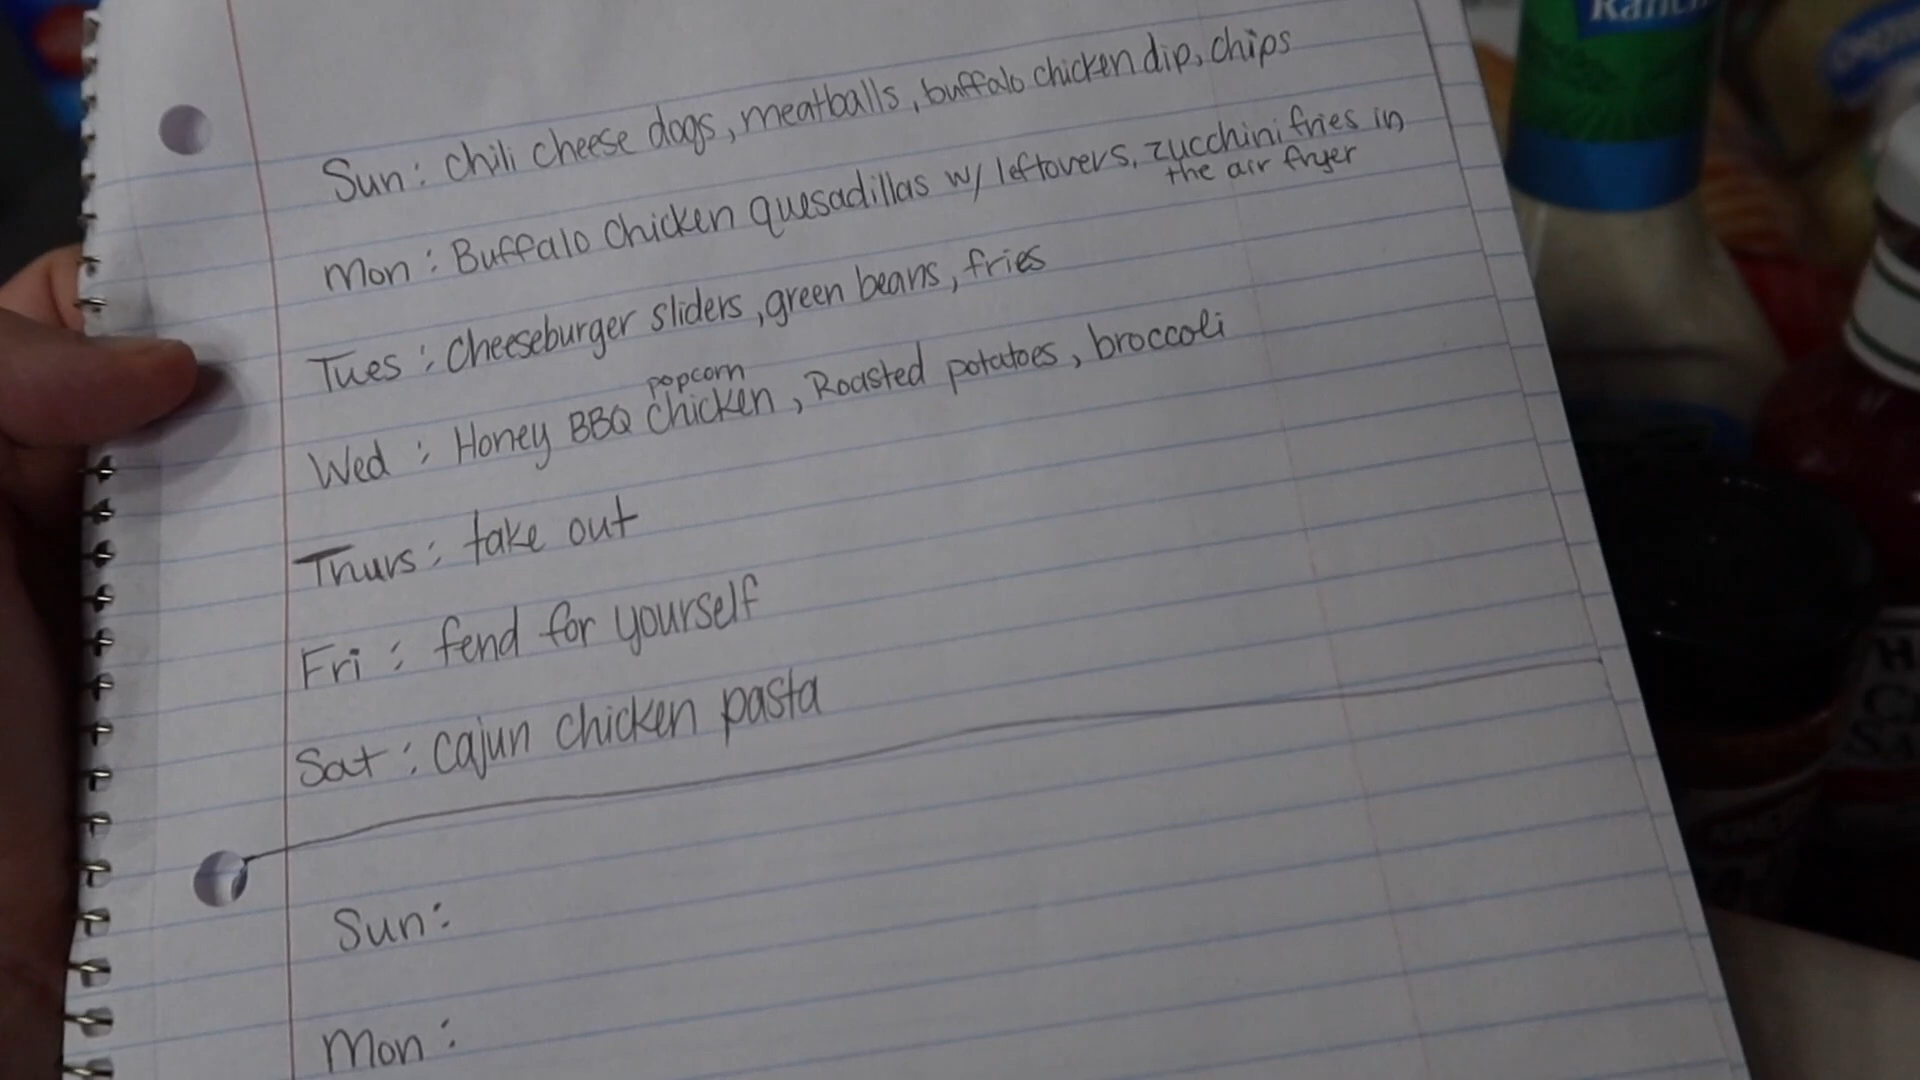 Sun: Chili cheese dogs, meatballs, buffalo chicken dip, chips
Mon: Buffalo Chicken quesadillas w/ leftovers, zucchini fries in
the air fryer
Tues: Cheeseburger sliders, green beans, fries
popcorn
Wed: Honey BBQ Chicken, Roasted potatoes, broccoli
Thurs: take out
Fri: fend for yourself
Sat: Cajun chicken pasta
Sun:
Mon:
Ranch